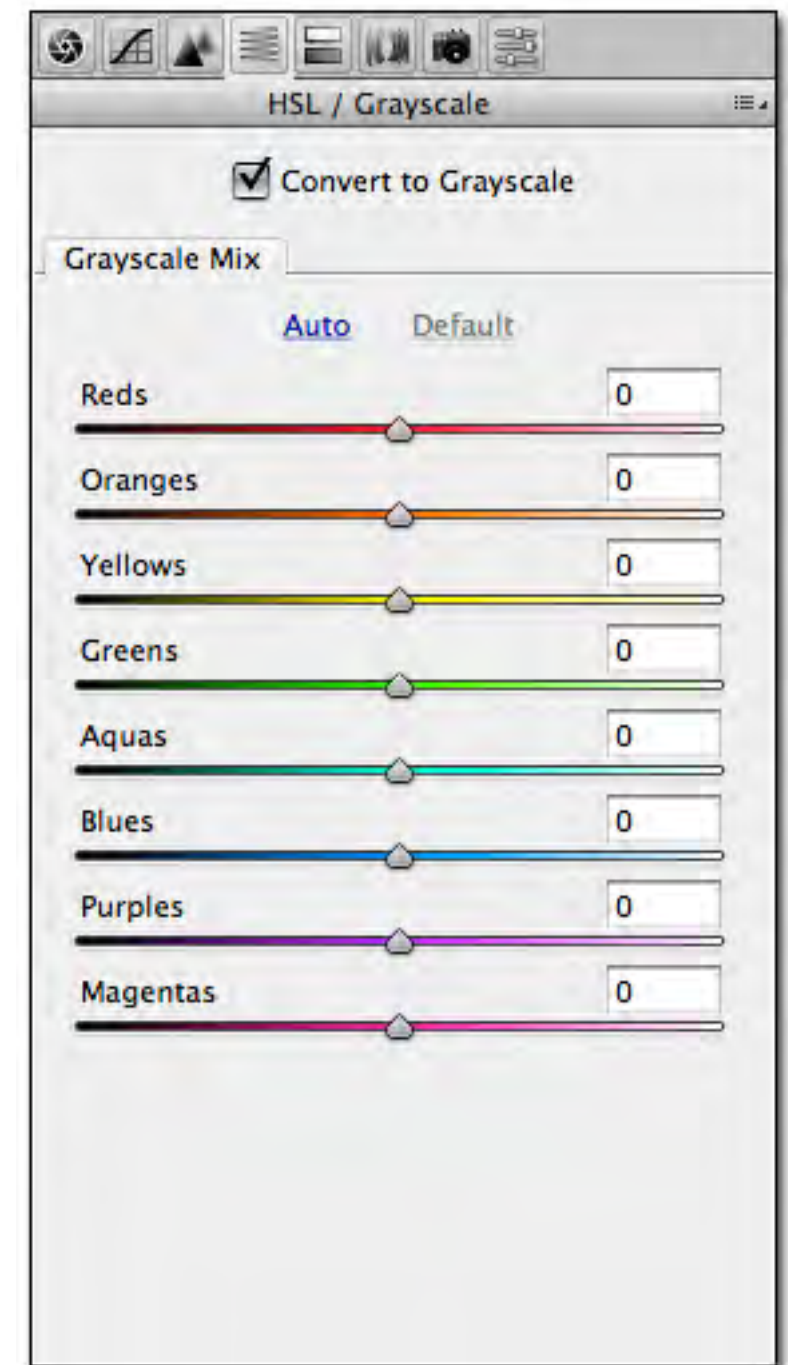 HSL / Grayscale
Convert to Grayscale
Grayscale Mix
Auto Default
Reds 0
Oranges 0
Yellows 0
Greens 0
Aquas 0
Blues 0
Purples 0
Magentas 0